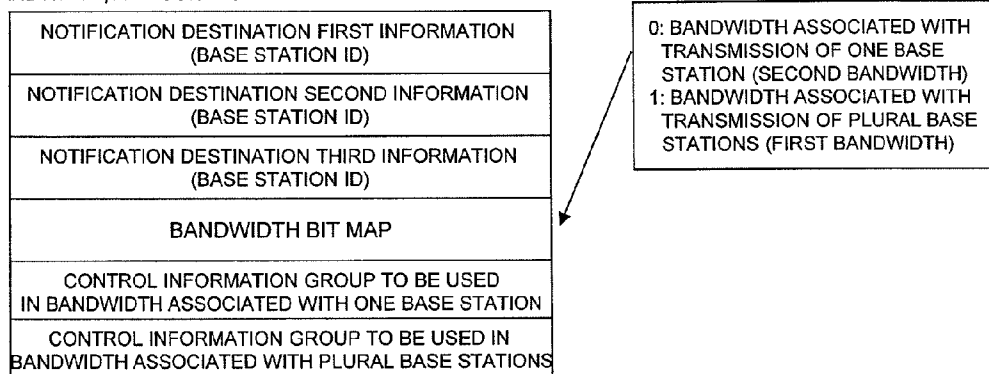 NOTIFICATION DESTINATION FIRST INFORMATION
(BASE STATION ID)
NOTIFICATION DESTINATION SECOND INFORMATION
(BASE STATION ID)
NOTIFICATION DESTINATION THIRD INFORMATION
(BASE STATION ID)
BANDWIDTH BIT MAP
CONTROL INFORMATION GROUP TO BE USED
IN BANDWIDTH ASSOCIATED WITH ONE BASE STATION
CONTROL INFORMATION GROUP TO BE USED IN
BANDWIDTH ASSOCIATED WITH PLURAL BASE STATIONS
0: BANDWIDTH ASSOCIATED WITH
TRANSMISSION OF ONE BASE
STATION (SECOND BANDWIDTH)
1: BANDWIDTH ASSOCIATED WITH
TRANSMISSION OF PLURAL BASE
STATIONS (FIRST BANDWIDTH)